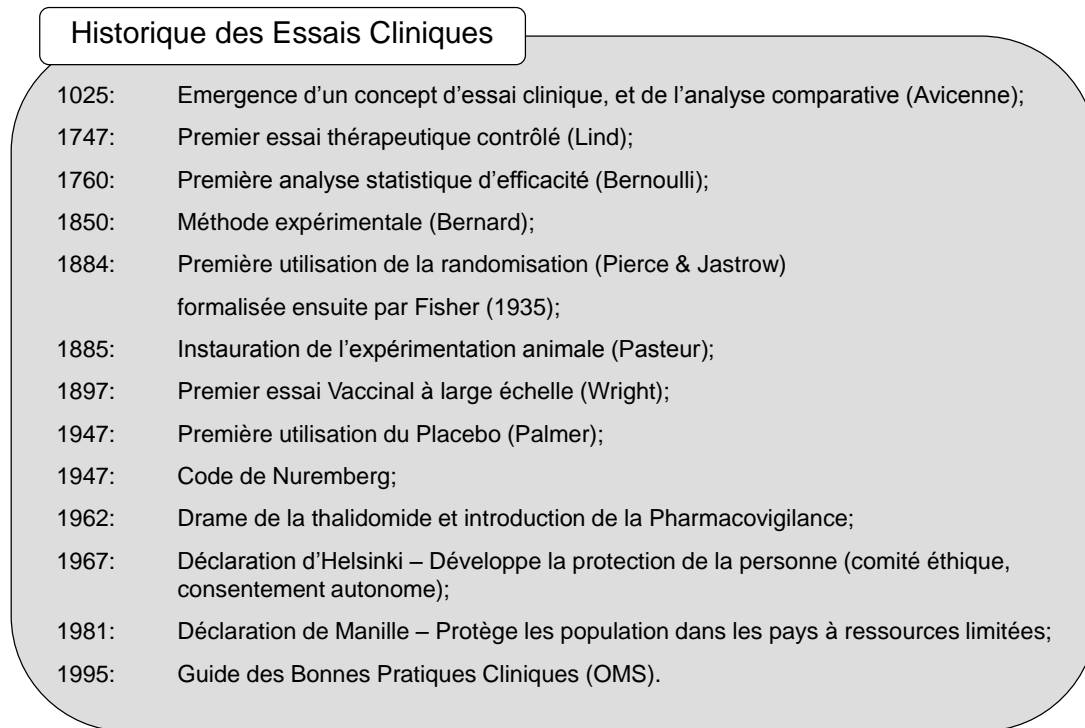 Historique des Essais Cliniques
1025: Emergence d’un concept d’essai clinique, et de l’analyse comparative (Avicenne);
1747: Premier essai thérapeutique contrôlé (Lind);
1760: Première analyse statistique d’efficacité (Bernoulli);
1850: Méthode expérimentale (Bernard);
1884: Première utilisation de la randomisation (Pierce & Jastrow)
formalisée ensuite par Fisher (1935);
1885: Instauration de l’expérimentation animale (Pasteur);
1897: Premier essai Vaccinal à large échelle (Wright);
1947: Première utilisation du Placebo (Palmer);
1947: Code de Nuremberg;
1962: Drame de la thalidomide et introduction de la Pharmacovigilance;
1967: Déclaration d’Helsinki – Développe la protection de la personne (comité éthique,
consentement autonome);
1981: Déclaration de Manille – Protège les population dans les pays à ressources limitées;
1995: Guide des Bonnes Pratiques Cliniques (OMS).